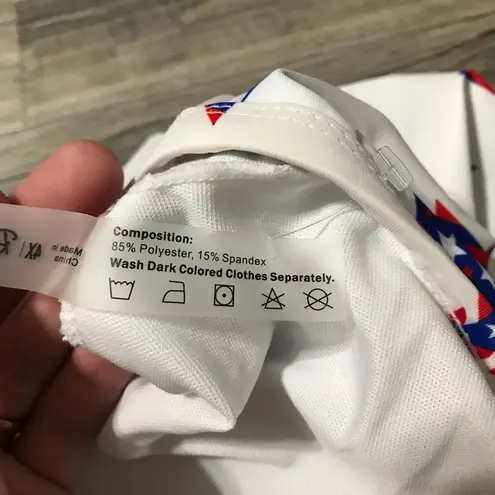 Composition:
85% Polyester, 15% Spandex
Wash Dark Colored Clothes Separately.
4X
Made in
China